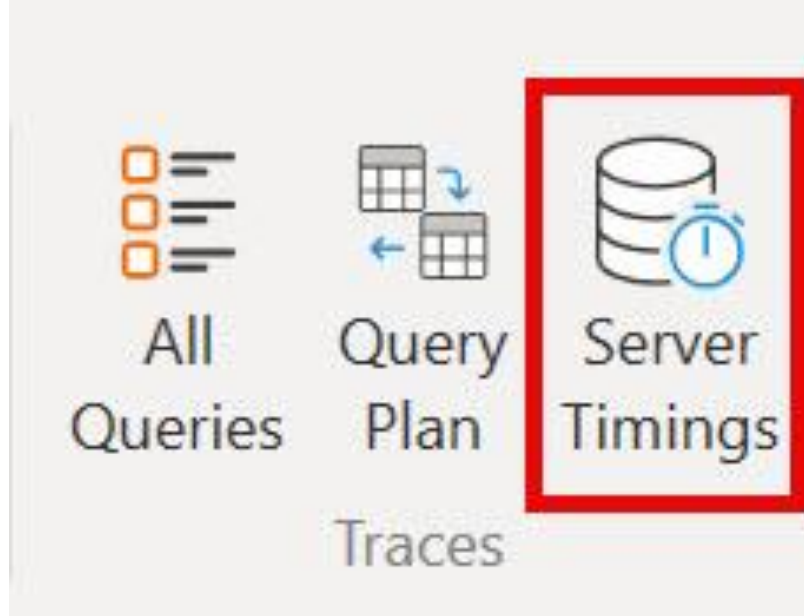 All
Queries
Query
Plan
Server
Timings
Traces